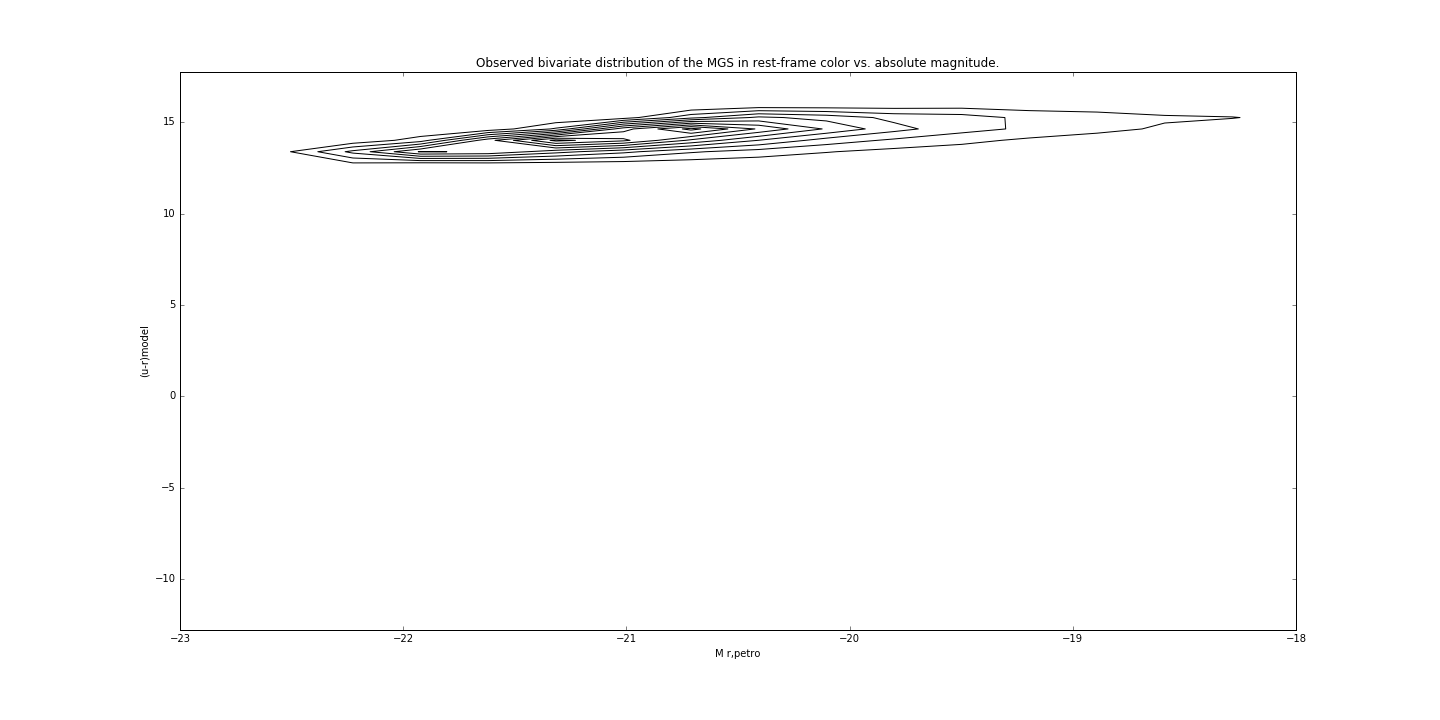 Observed bivariate distribution of the MGS in rest-frame color vs. absolute magnitude.
15
10
5
0
−5
−10
(u-r)model
−23 −22 −21 −20 −19 −18
M r,petro